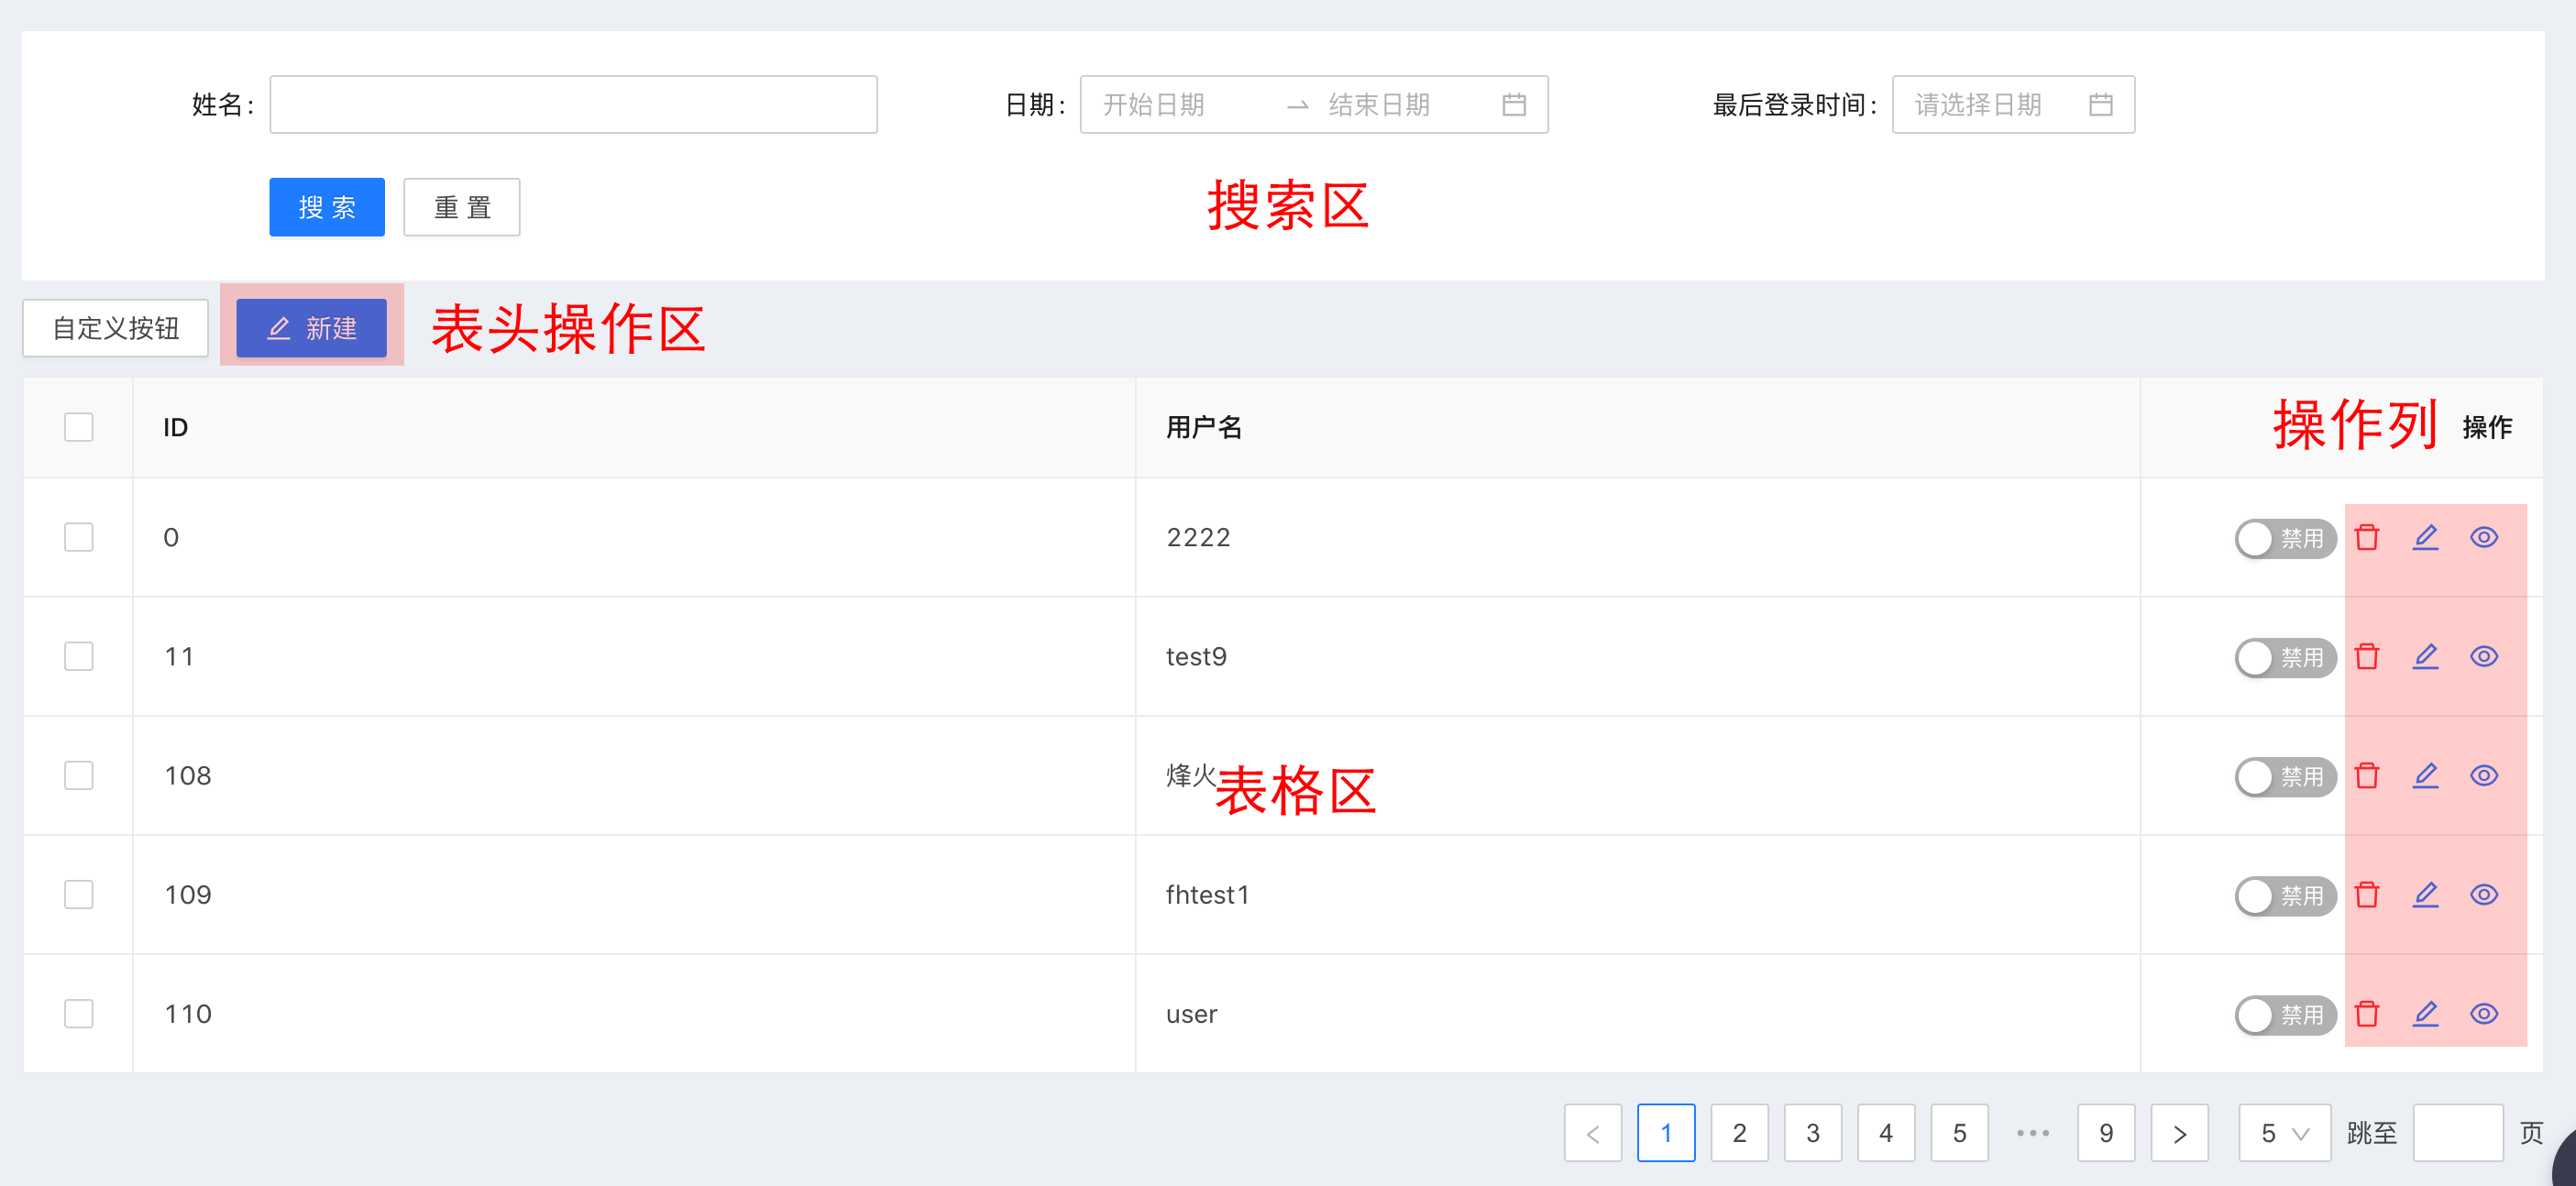 姓名: 日期: 开始日期 → 结束日期 最后登录时间: 请选择日期
搜 索 重 置 搜索区
自定义按钮 新建 表头操作区
ID 用户名 操作列 操作
0 2222 禁用
11 test9 禁用
108 烽火 表格区 禁用
109 fhtest1 禁用
110 user 禁用
< 1 2 3 4 5 ••• 9 > 5 跳至 页